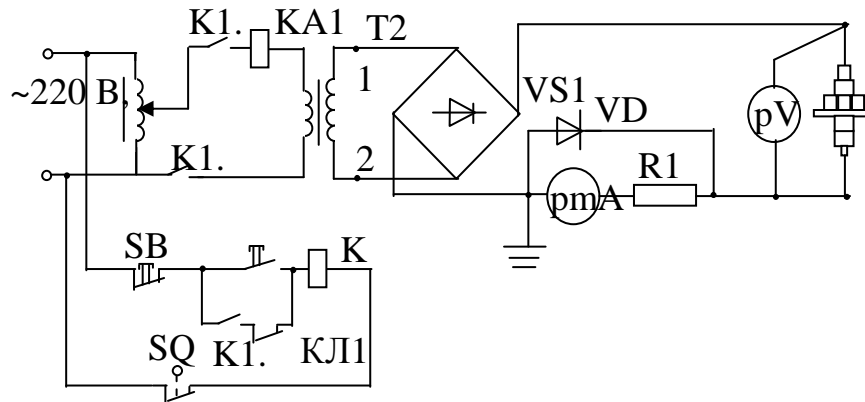 K1.
KA1
T2
~220 В,
1
VS1
VD
pV
K1.
2
R1
pmA
SB
K
K1.
КЛ1
SQ